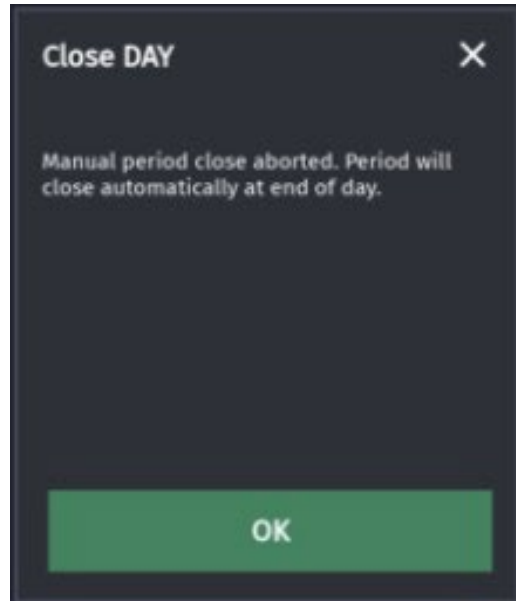 Close DAY
Manual period close aborted. Period will
close automatically at end of day.
OK